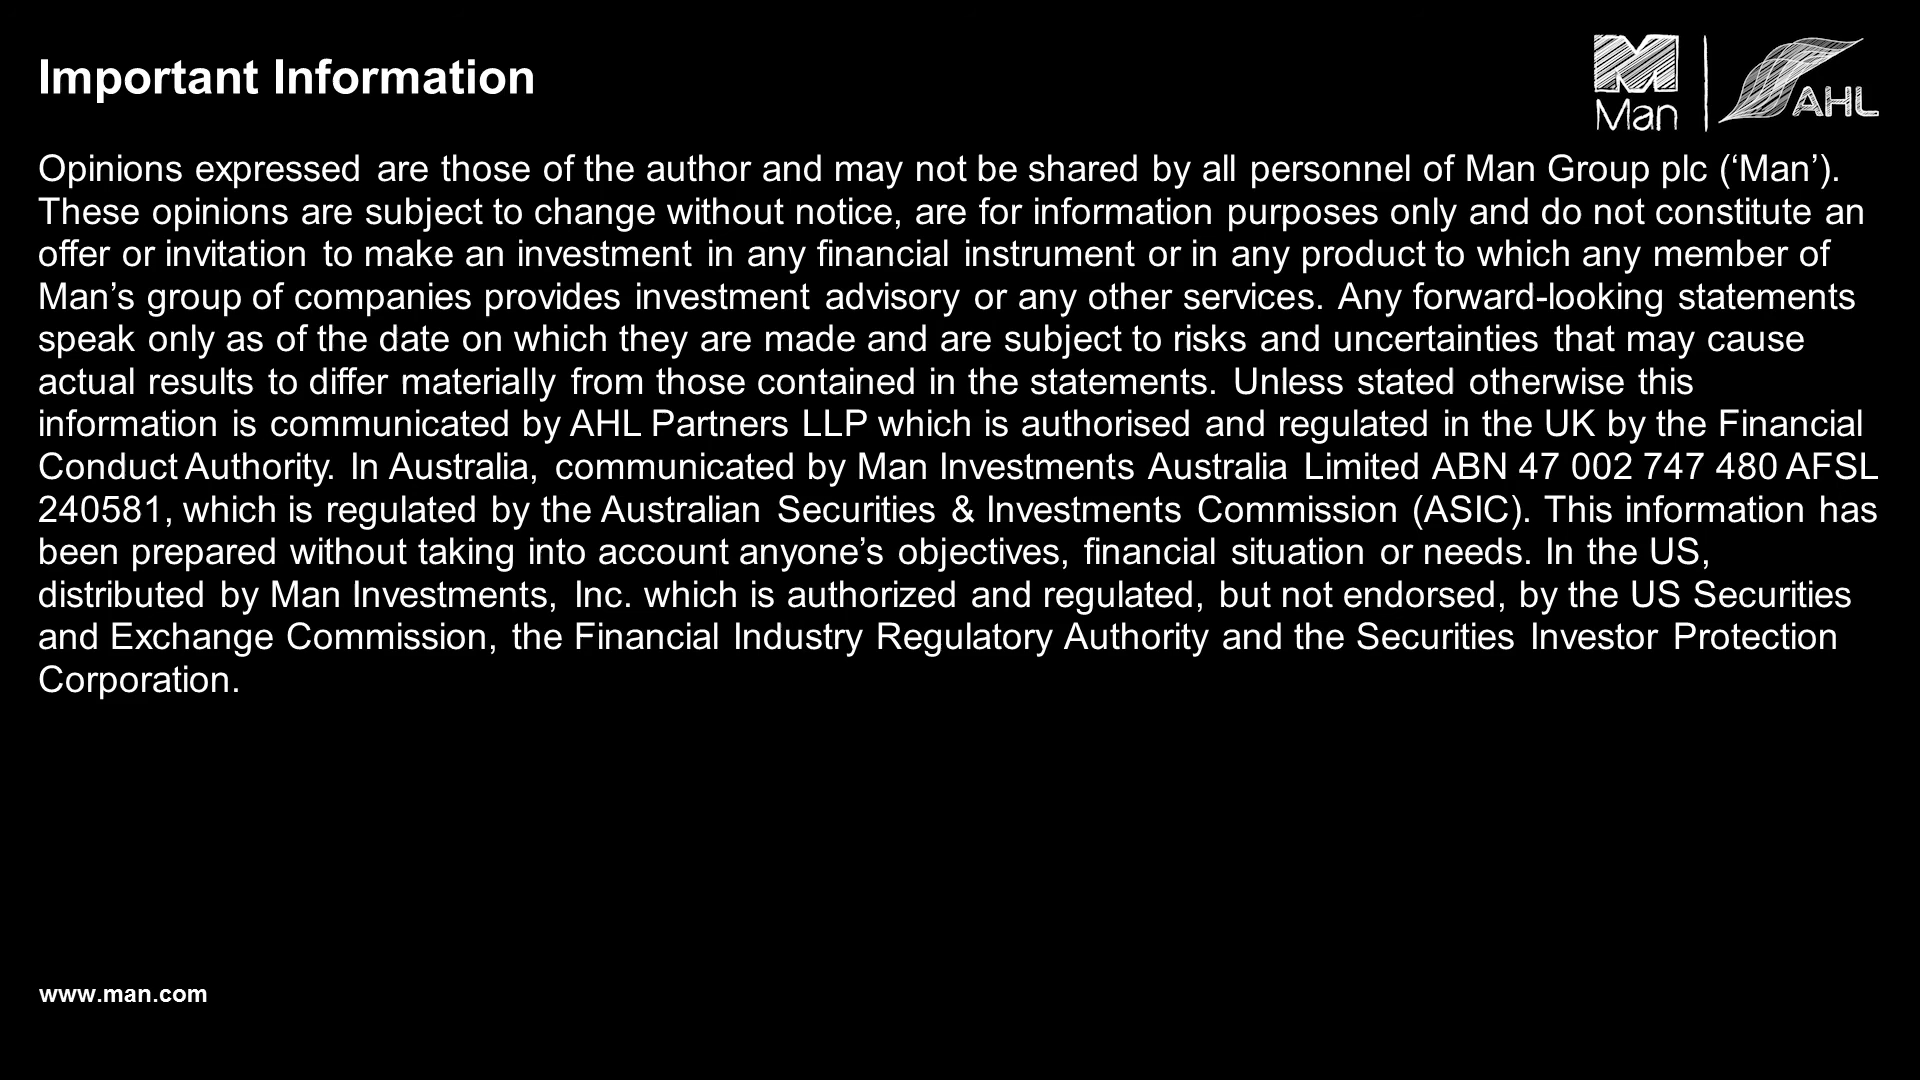 Important Information
Man
AHL
Opinions expressed are those of the author and may not be shared by all personnel of Man Group plc (‘Man’).
These opinions are subject to change without notice, are for information purposes only and do not constitute an
offer or invitation to make an investment in any financial instrument or in any product to which any member of
Man’s group of companies provides investment advisory or any other services. Any forward-looking statements
speak only as of the date on which they are made and are subject to risks and uncertainties that may cause
actual results to differ materially from those contained in the statements. Unless stated otherwise this
information is communicated by AHL Partners LLP which is authorised and regulated in the UK by the Financial
Conduct Authority. In Australia, communicated by Man Investments Australia Limited ABN 47 002 747 480 AFSL
240581, which is regulated by the Australian Securities & Investments Commission (ASIC). This information has
been prepared without taking into account anyone’s objectives, financial situation or needs. In the US,
distributed by Man Investments, Inc. which is authorized and regulated, but not endorsed, by the US Securities
and Exchange Commission, the Financial Industry Regulatory Authority and the Securities Investor Protection
Corporation.
www.man.com